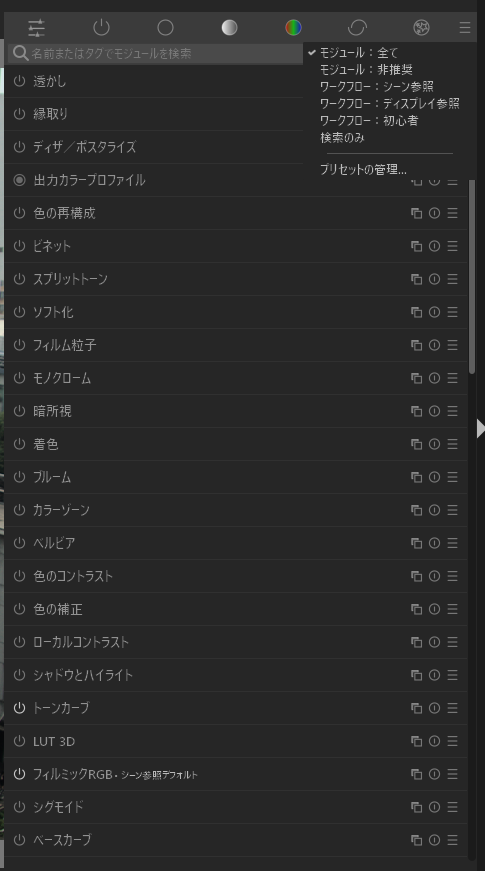 名前またはタグでモジュールを検索
✔ モジュール：全て
モジュール：非推奨
ワークフロー：シーン参照
ワークフロー：ディスプレイ参照
ワークフロー：初心者
検索のみ
プリセットの管理...
透かし
縁取り
ディザ／ポスタライズ
出力カラープロファイル
色の再構成
ビネット
スプリットトーン
ソフト化
フィルム粒子
モノクローム
暗所視
着色
ブルーム
カラーゾーン
ベルビア
色のコントラスト
色の補正
ローカルコントラスト
シャドウとハイライト
トーンカーブ
LUT 3D
フィルミックRGB • シーン参照デフォルト
シグモイド
ベースカーブ